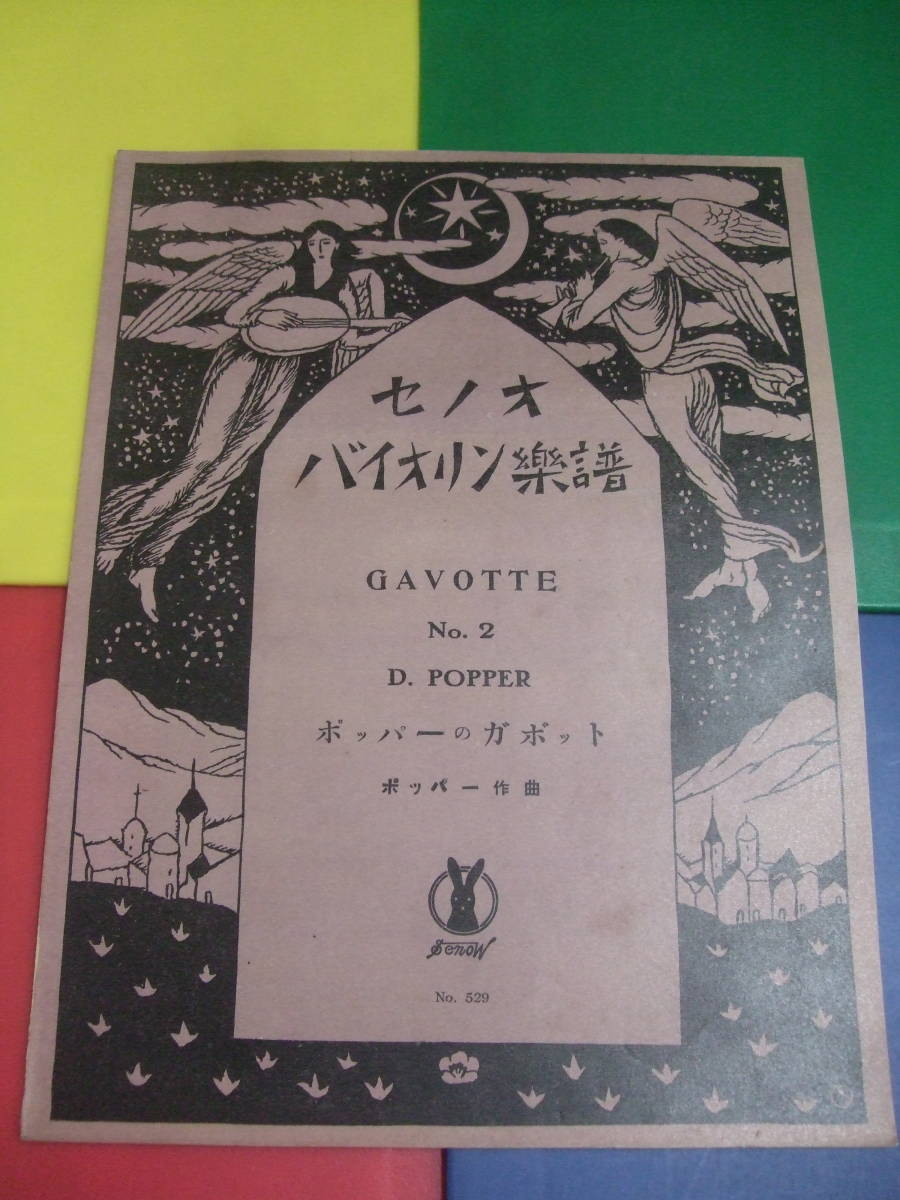 セノオ
バイオリン樂譜
GAVOTTE
No. 2
D. POPPER
ポッパーのガボット
ポッパー作曲
SenoW
No. 529